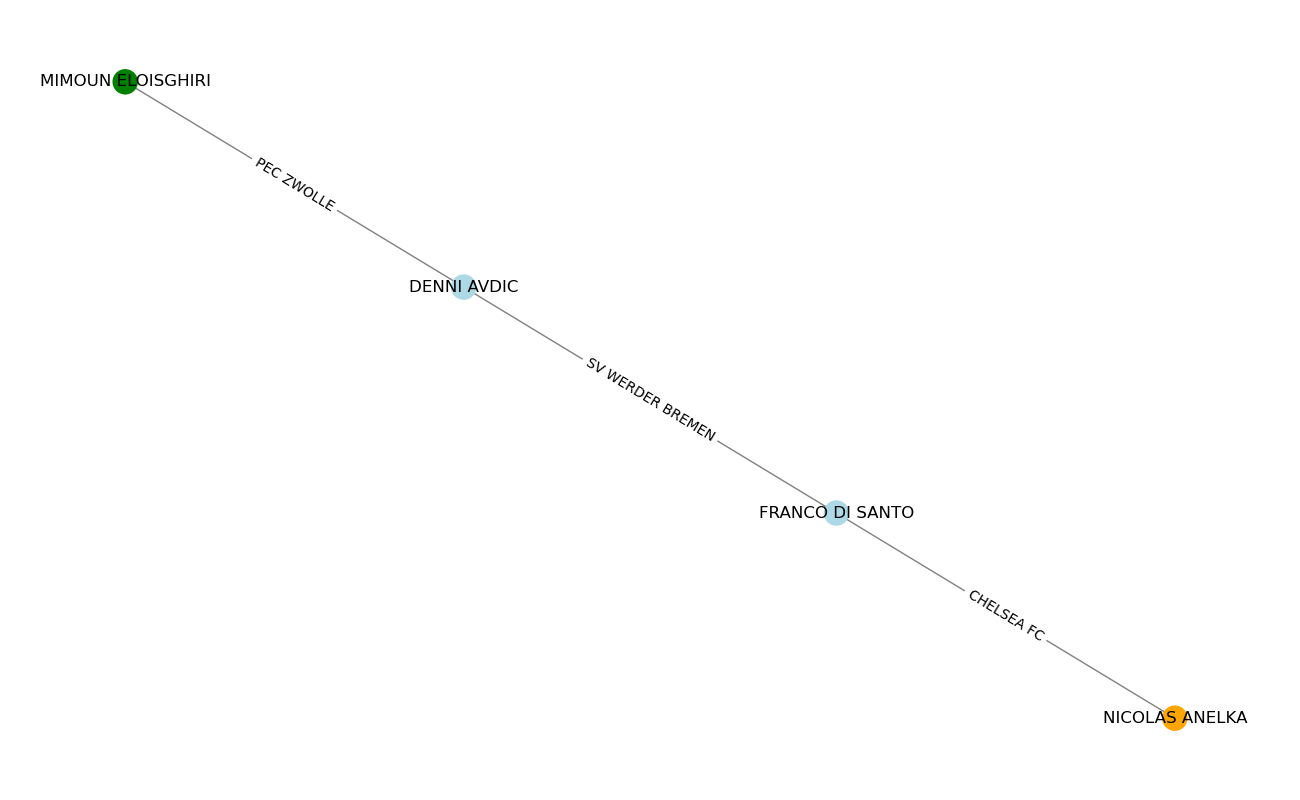 MIMOUN ELOISGHIRI
PEC ZWOLLE
DENNI AVDIC
SV WERDER BREMEN
FRANCO DI SANTO
CHELSEA FC
NICOLAS ANELKA